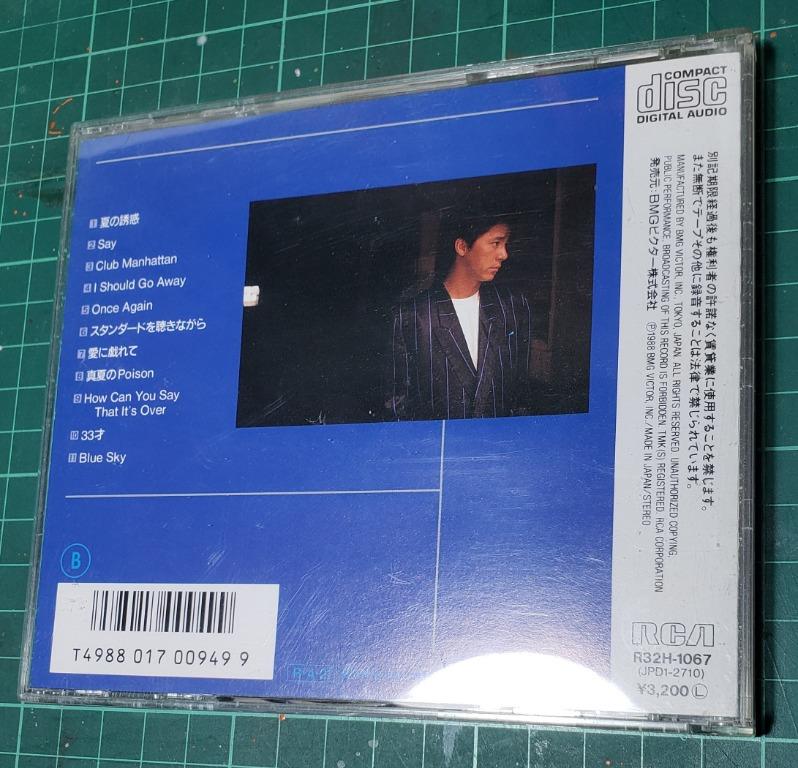 1 夏の誘惑
2 Say
3 Club Manhattan
4 I Should Go Away
5 Once Again
6 スタンダードを聴きながら
7 愛に戯れて
8 真夏のPoison
9 How Can You Say
That It's Over
10 33才
11 Blue Sky
B
T4988 017 00949 9
COMPACT
disc
DIGITAL AUDIO
別記期限経過後も権利者の許諾なく賃貸業に使用することを禁じます。
また無断でテープその他に録音することは法律で禁じられています。
MANUFACTURED BY BMG VICTOR, INC., TOKYO, JAPAN. ALL RIGHTS RESERVED. UNAUTHORIZED COPYING.
PUBLIC PERFORMANCE. BROADCASTING OF THIS RECORD IS FORBIDDEN. TMK(S) REGISTERED. RCA CORPORATION
発売元:BMGビクター株式会社 Ⓟ1988 BMG VICTOR, INC./MADE IN JAPAN/STEREO
RCA
R32H-1067
(JPD1-2710)
¥3,200 Ⓛ